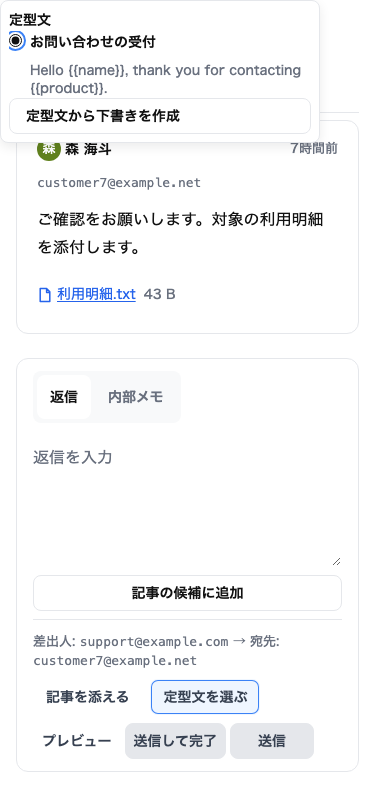 定型文
お問い合わせの受付
Hello {{name}}, thank you for contacting
{{product}}.
定型文から下書きを作成
森 森 海斗 7時間前
customer7@example.net
ご確認をお願いします。対象の利用明細
を添付します。
利用明細.txt 43 B
返信 内部メモ
返信を入力
記事の候補に追加
差出人: support@example.com → 宛先:
customer7@example.net
記事を添える 定型文を選ぶ
プレビュー 送信して完了 送信